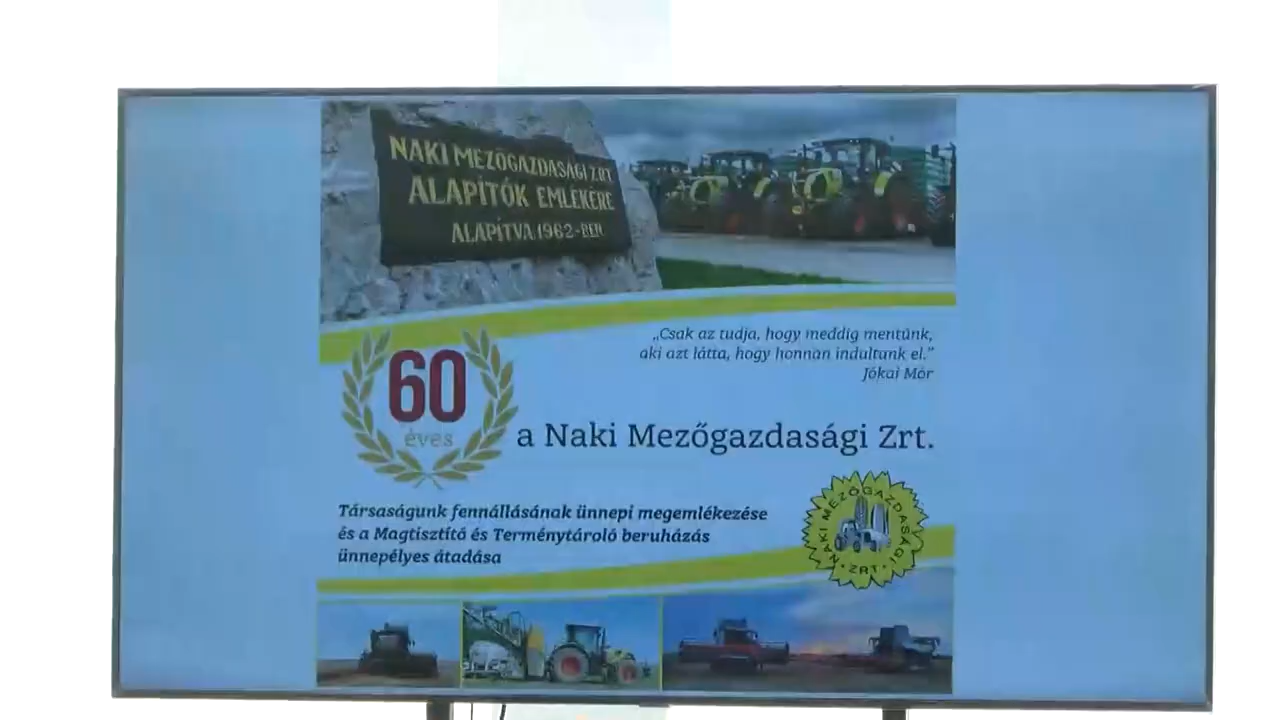 NAKI MEZŐGAZDASÁGI ZRT
ALAPÍTÓK EMLÉKÉRE
ALAPÍTVA 1962-BEN
„Csak az tudja, hogy meddig mentünk,
aki azt látta, hogy honnan indultunk el.”
Jókai Mór
60
éves
a Naki Mezőgazdasági Zrt.
Társaságunk fennállásának ünnepi megemlékezése
és a Magtisztító és Terménytároló beruházás
ünnepélyes átadása
NAKI MEZŐGAZDASÁGI
• ZRT •